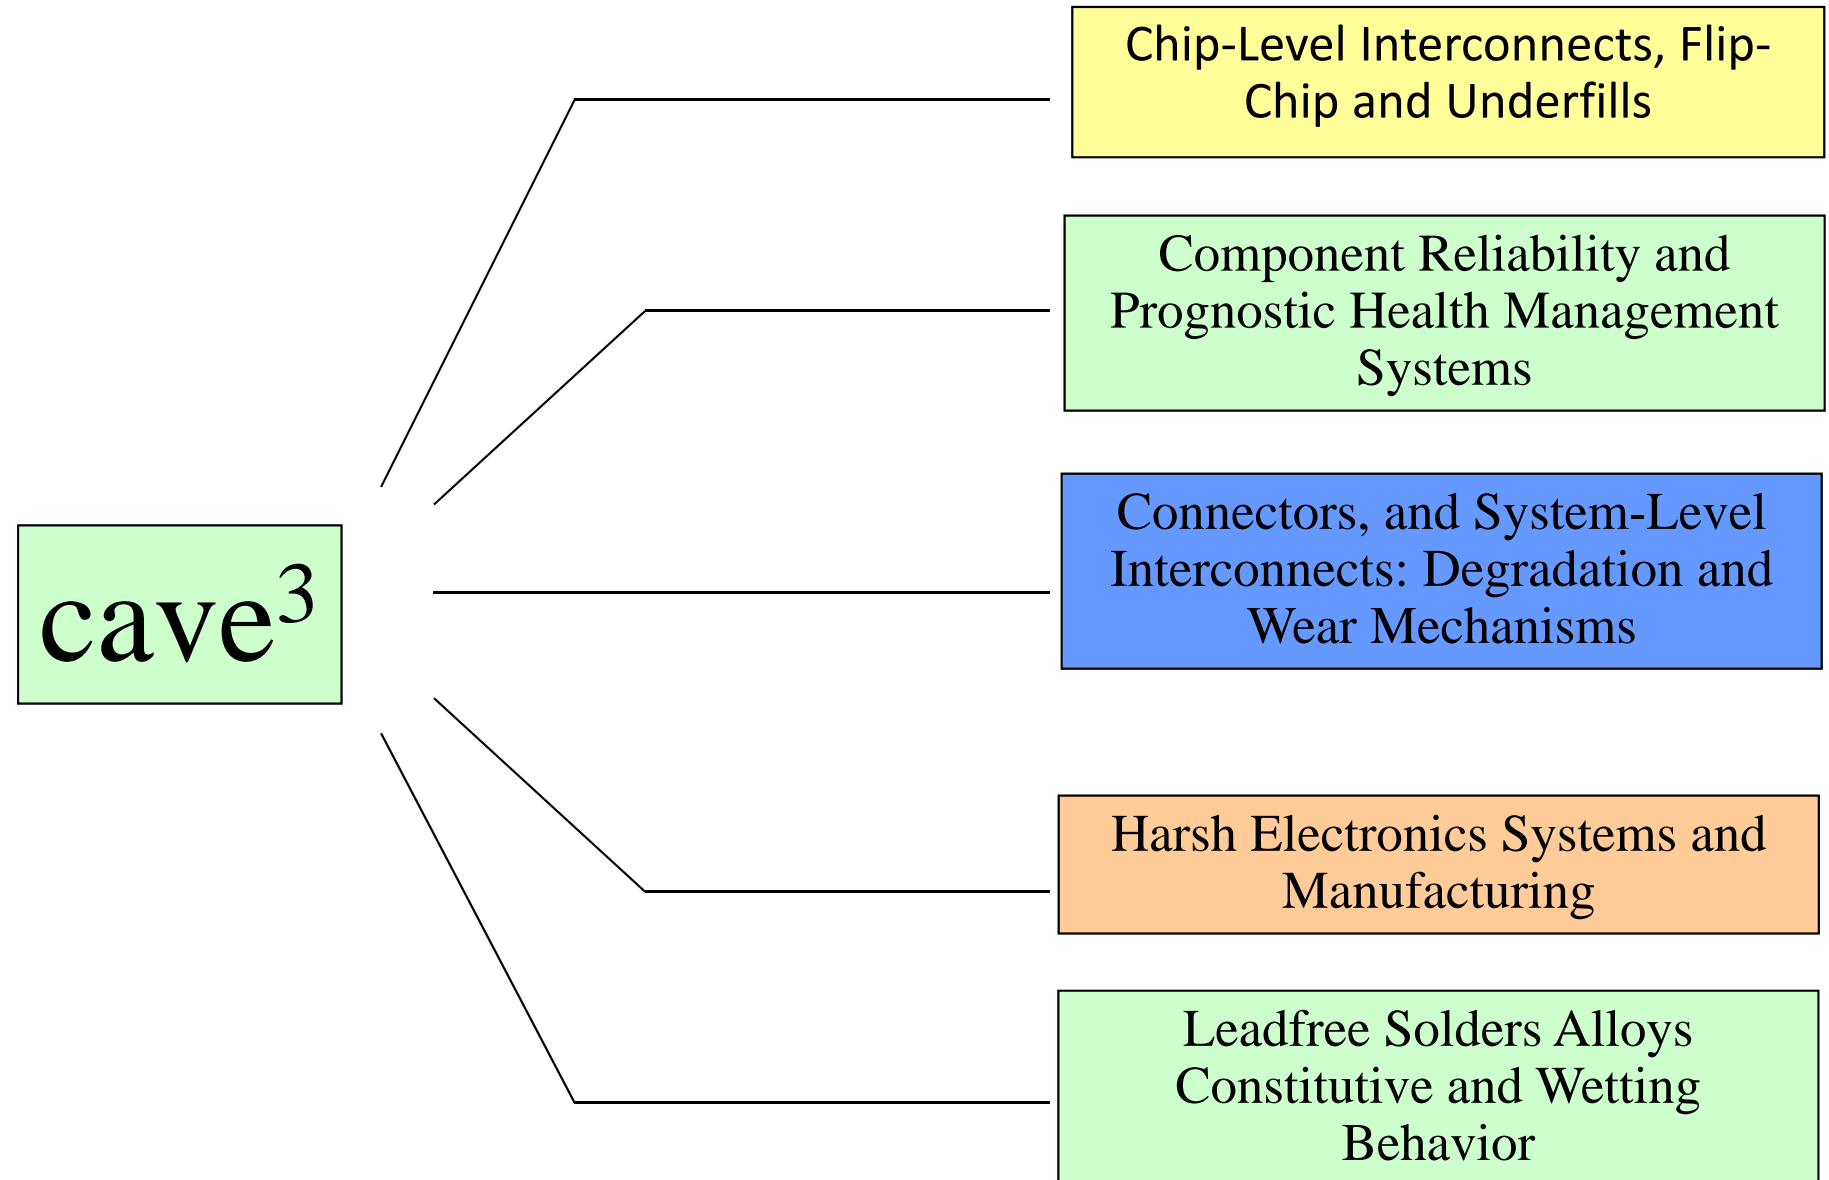 Chip-Level Interconnects, Flip-
Chip and Underfills
Component Reliability and
Prognostic Health Management
Systems
cave³
Connectors, and System-Level
Interconnects: Degradation and
Wear Mechanisms
Harsh Electronics Systems and
Manufacturing
Leadfree Solders Alloys
Constitutive and Wetting
Behavior